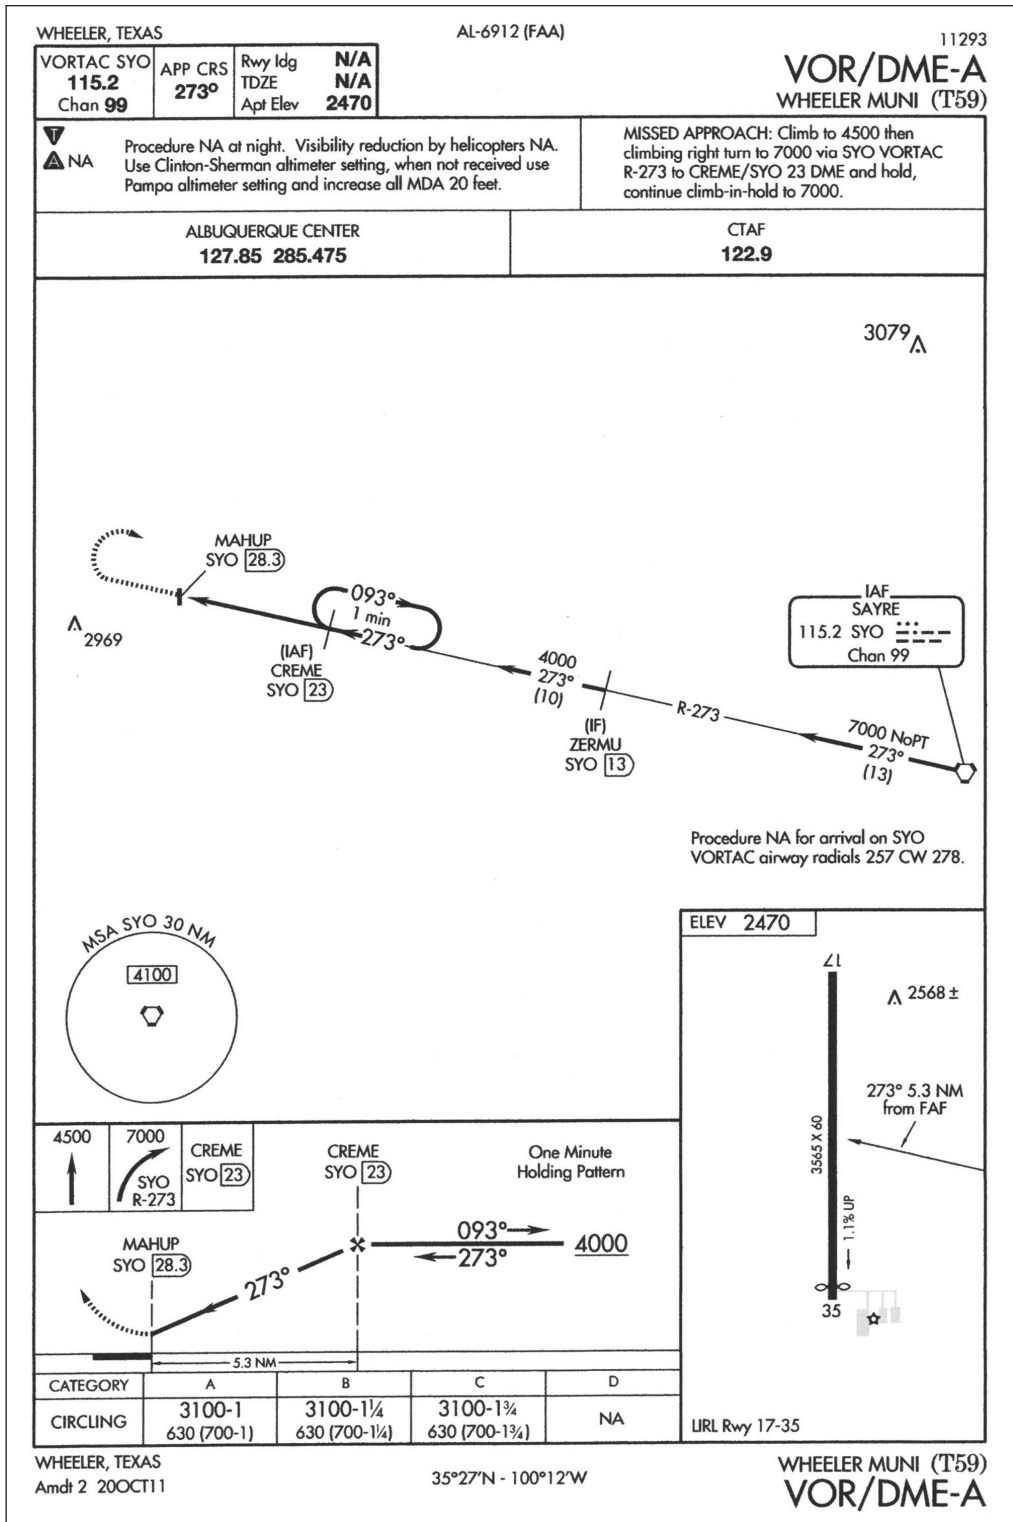 WHEELER, TEXAS
AL-6912 (FAA)
11293
VORTAC SYO
115.2
Chan 99
APP CRS
273°
Rwy ldg N/A
TDZE N/A
Apt Elev 2470
VOR/DME-A
WHEELER MUNI (T59)
T
A NA
Procedure NA at night. Visibility reduction by helicopters NA.
Use Clinton-Sherman altimeter setting, when not received use
Pampa altimeter setting and increase all MDA 20 feet.
MISSED APPROACH: Climb to 4500 then
climbing right turn to 7000 via SYO VORTAC
R-273 to CREME/SYO 23 DME and hold,
continue climb-in-hold to 7000.
ALBUQUERQUE CENTER
127.85 285.475
CTAF
122.9
3079
MAHUP
SYO 28.3
2969
093°
1 min
273°
(IAF)
CREME
SYO 23
4000
273°
(10)
(IF)
ZERMU
SYO 13
R-273
IAF
SAYRE
115.2 SYO
Chan 99
7000 NoPT
273°
(13)
Procedure NA for arrival on SYO
VORTAC airway radials 257 CW 278.
MSA SYO 30 NM
4100
ELEV 2470
17
2568 ±
273° 5.3 NM
from FAF
3565 X 60
1.1% UP
35
LIRL Rwy 17-35
4500
7000
SYO
R-273
CREME
SYO 23
CREME
SYO 23
One Minute
Holding Pattern
093°
273°
4000
MAHUP
SYO 28.3
273°
5.3 NM
CATEGORY A B C D
CIRCLING
3100-1
630 (700-1)
3100-1¼
630 (700-1¼)
3100-1¾
630 (700-1¾)
NA
WHEELER, TEXAS
Amdt 2 20OCT11
35°27'N - 100°12'W
WHEELER MUNI (T59)
VOR/DME-A